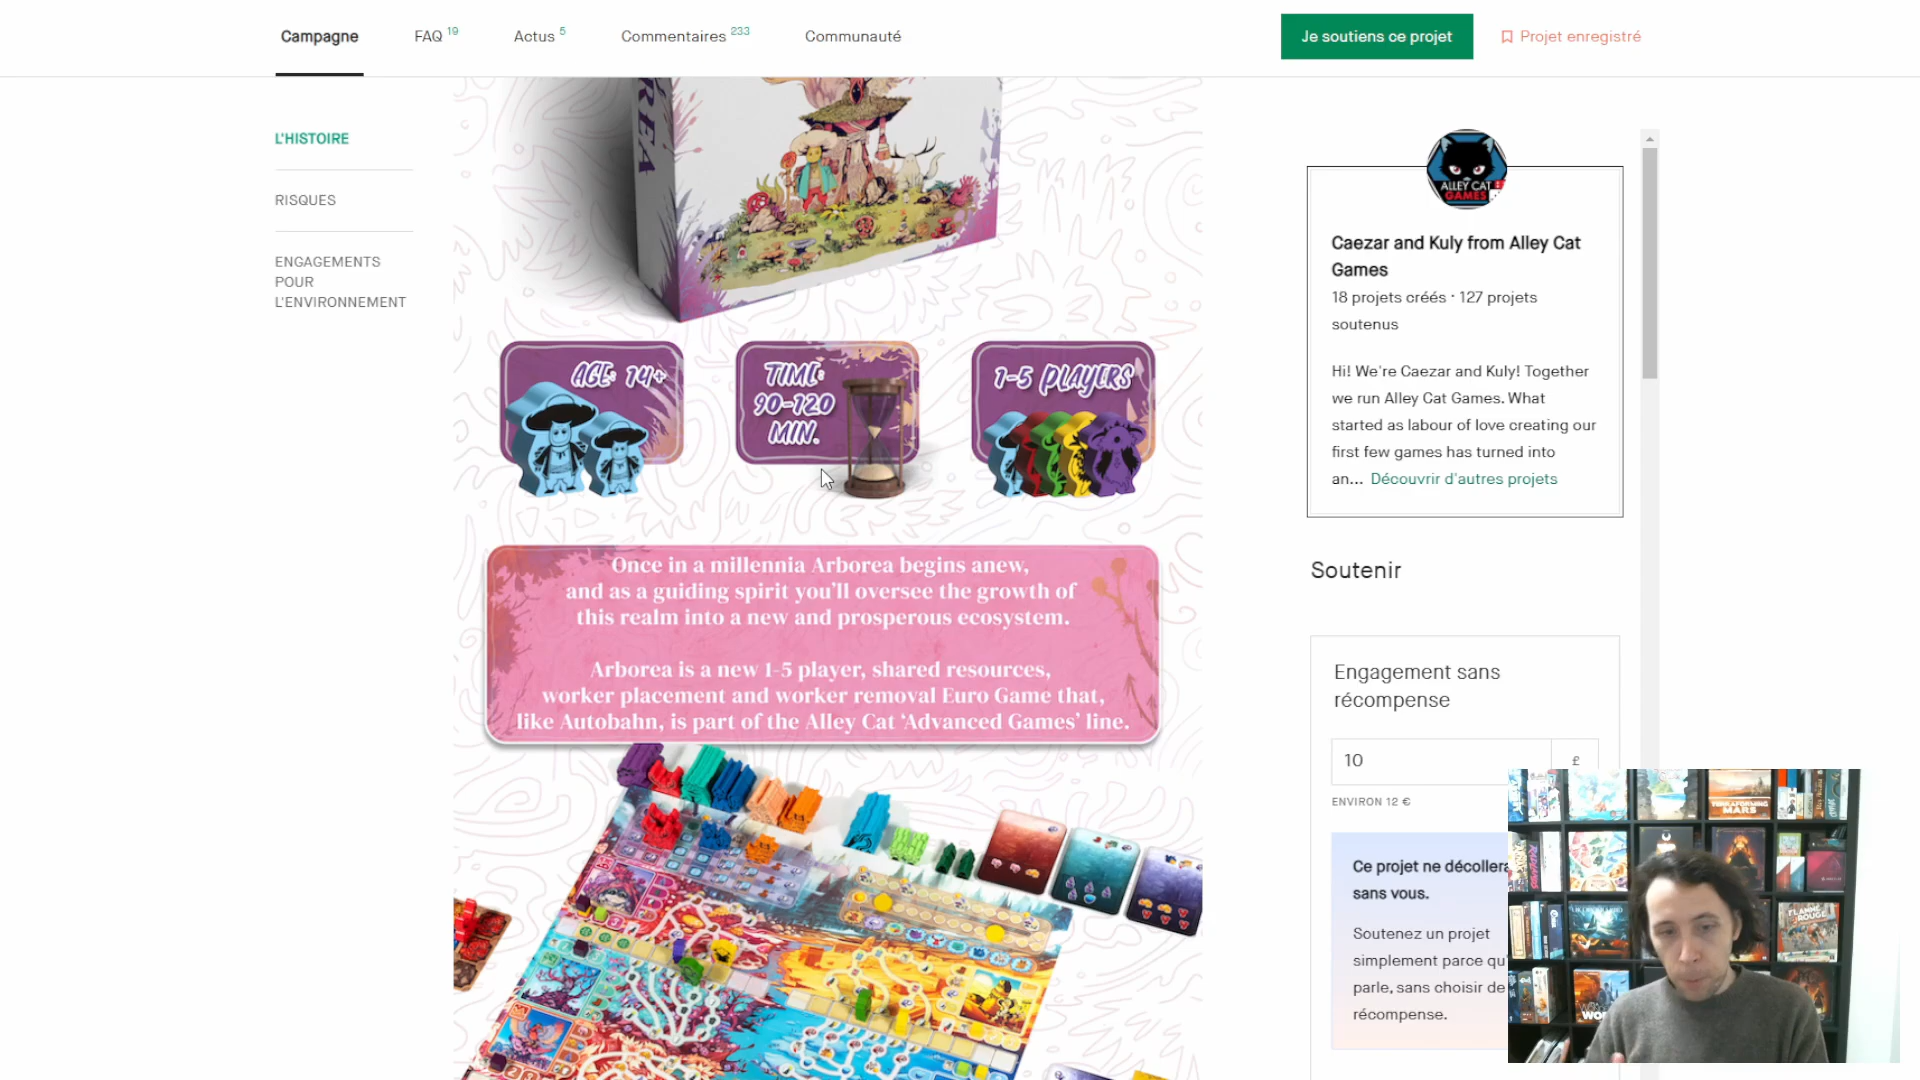 Campagne
FAQ 19
Actus 5
Commentaires 233
Communauté
Je soutiens ce projet
Projet enregistré
L'HISTOIRE
RISQUES
ENGAGEMENTS
POUR
L'ENVIRONNEMENT
REA
AGE: 14+
TIME:
90-120
MIN.
1-5 PLAYERS
Once in a millennia Arborea begins anew,
and as a guiding spirit you'll oversee the growth of
this realm into a new and prosperous ecosystem.
Arborea is a new 1-5 player, shared resources,
worker placement and worker removal Euro Game that,
like Autobahn, is part of the Alley Cat 'Advanced Games' line.
ALLEY CAT
GAMES
Caezar and Kuly from Alley Cat
Games
18 projets créés · 127 projets
soutenus
Hi! We're Caezar and Kuly! Together
we run Alley Cat Games. What
started as labour of love creating our
first few games has turned into
an... Découvrir d'autres projets
Soutenir
Engagement sans
récompense
10 £
ENVIRON 12 €
Ce projet ne décollera
sans vous.
Soutenez un projet
simplement parce qu'
parle, sans choisir de
récompense.
TERRAFORMING
MARS
FLAMME
ROUGE